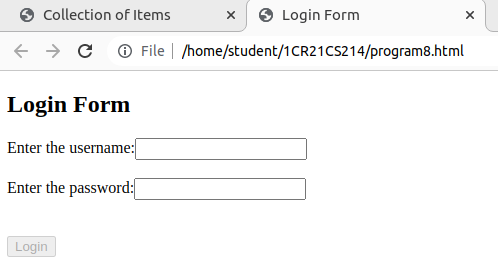 Collection of Items
Login Form
File
/home/student/1CR21CS214/program8.html
Login Form
Enter the username:
Enter the password:
Login